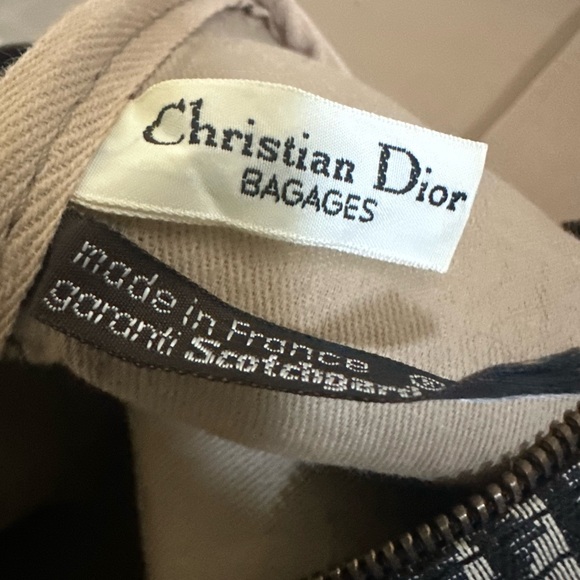 Christian Dior
BAGAGES
made in France
garanti Scotchgard®